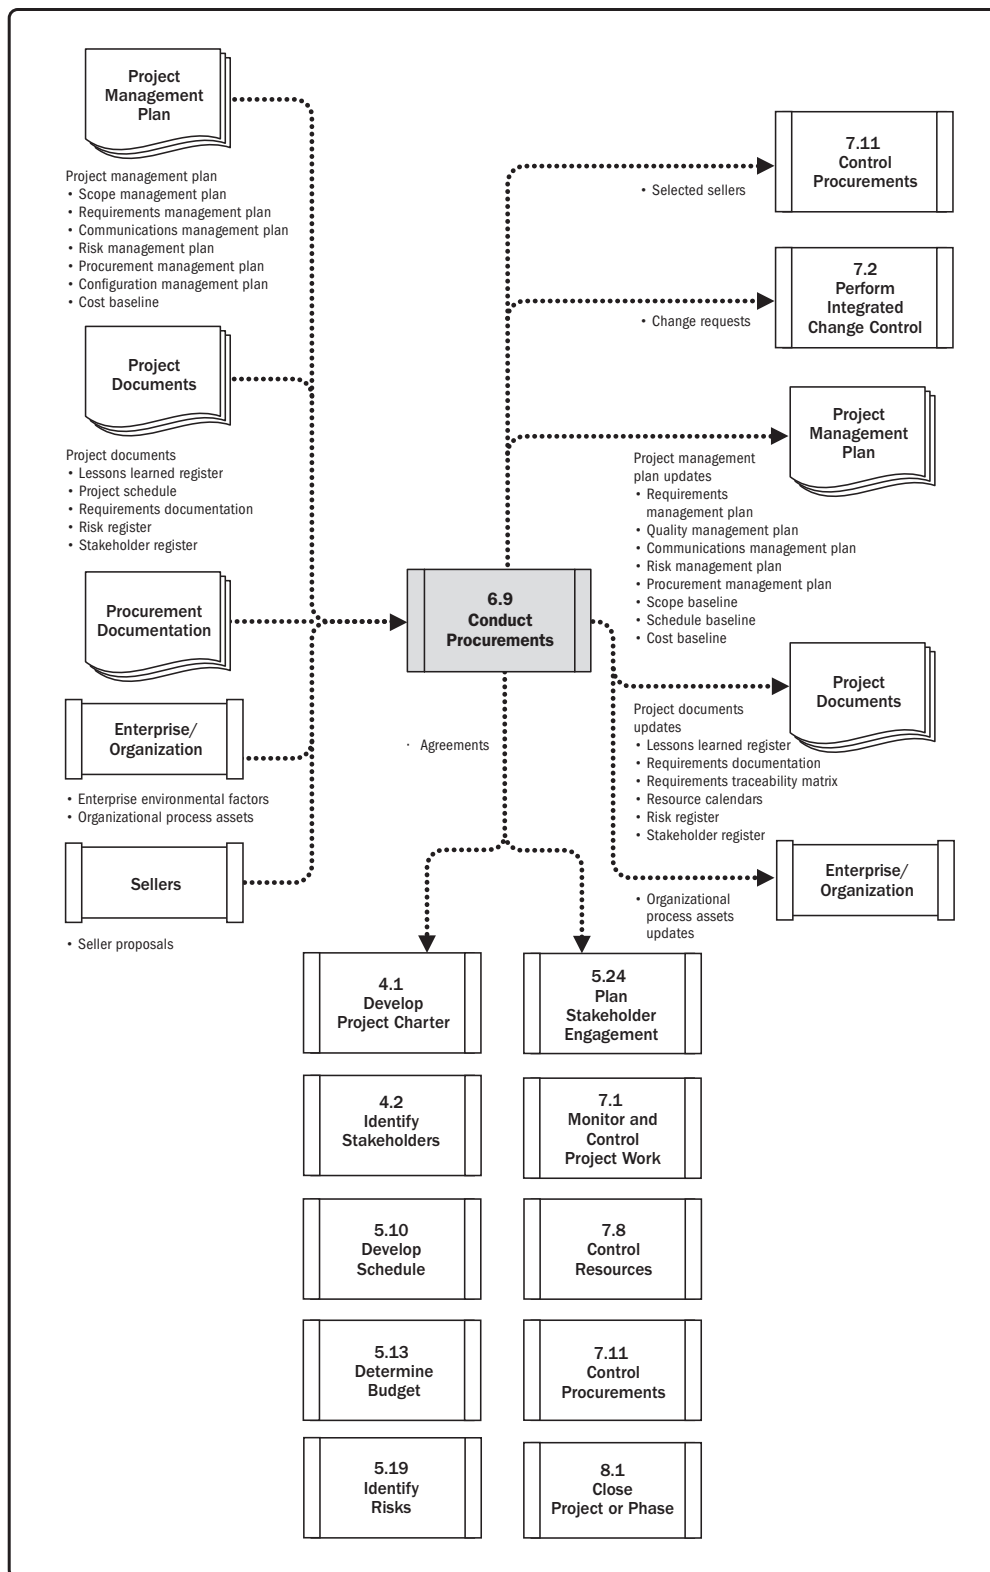 Project
Management
Plan
Project management plan
• Scope management plan
• Requirements management plan
• Communications management plan
• Risk management plan
• Procurement management plan
• Configuration management plan
• Cost baseline
Project
Documents
Project documents
• Lessons learned register
• Project schedule
• Requirements documentation
• Risk register
• Stakeholder register
Procurement
Documentation
Enterprise/
Organization
• Enterprise environmental factors
• Organizational process assets
Sellers
• Seller proposals
6.9
Conduct
Procurements
• Selected sellers
7.11
Control
Procurements
• Change requests
7.2
Perform
Integrated
Change Control
Project
Management
Plan
Project management
plan updates
• Requirements
management plan
• Quality management plan
• Communications management plan
• Risk management plan
• Procurement management plan
• Scope baseline
• Schedule baseline
• Cost baseline
Project
Documents
Project documents
updates
• Lessons learned register
• Requirements documentation
• Requirements traceability matrix
• Resource calendars
• Risk register
• Stakeholder register
Enterprise/
Organization
• Organizational
process assets
updates
· Agreements
4.1
Develop
Project Charter
4.2
Identify
Stakeholders
5.10
Develop
Schedule
5.13
Determine
Budget
5.19
Identify
Risks
5.24
Plan
Stakeholder
Engagement
7.1
Monitor and
Control
Project Work
7.8
Control
Resources
7.11
Control
Procurements
8.1
Close
Project or Phase